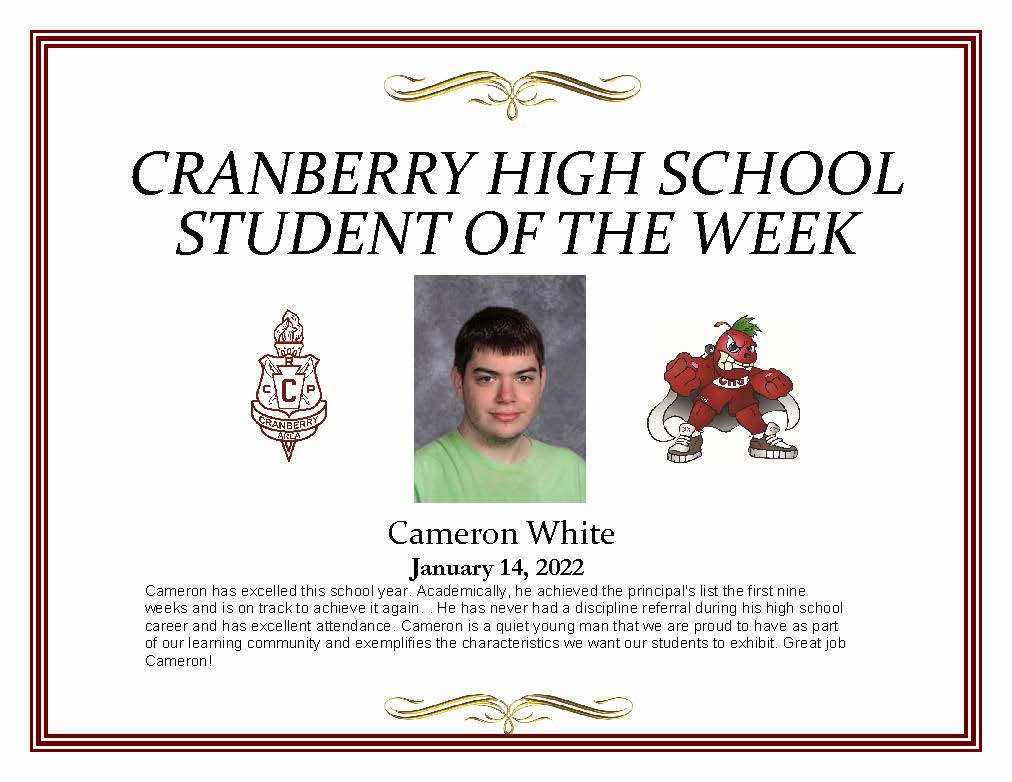 CRANBERRY HIGH SCHOOL
STUDENT OF THE WEEK
B
C C P
CRANBERRY
AREA
CHS
Cameron White
January 14, 2022
Cameron has excelled this school year. Academically, he achieved the principal's list the first nine
weeks and is on track to achieve it again. . He has never had a discipline referral during his high school
career and has excellent attendance. Cameron is a quiet young man that we are proud to have as part
of our learning community and exemplifies the characteristics we want our students to exhibit. Great job
Cameron!